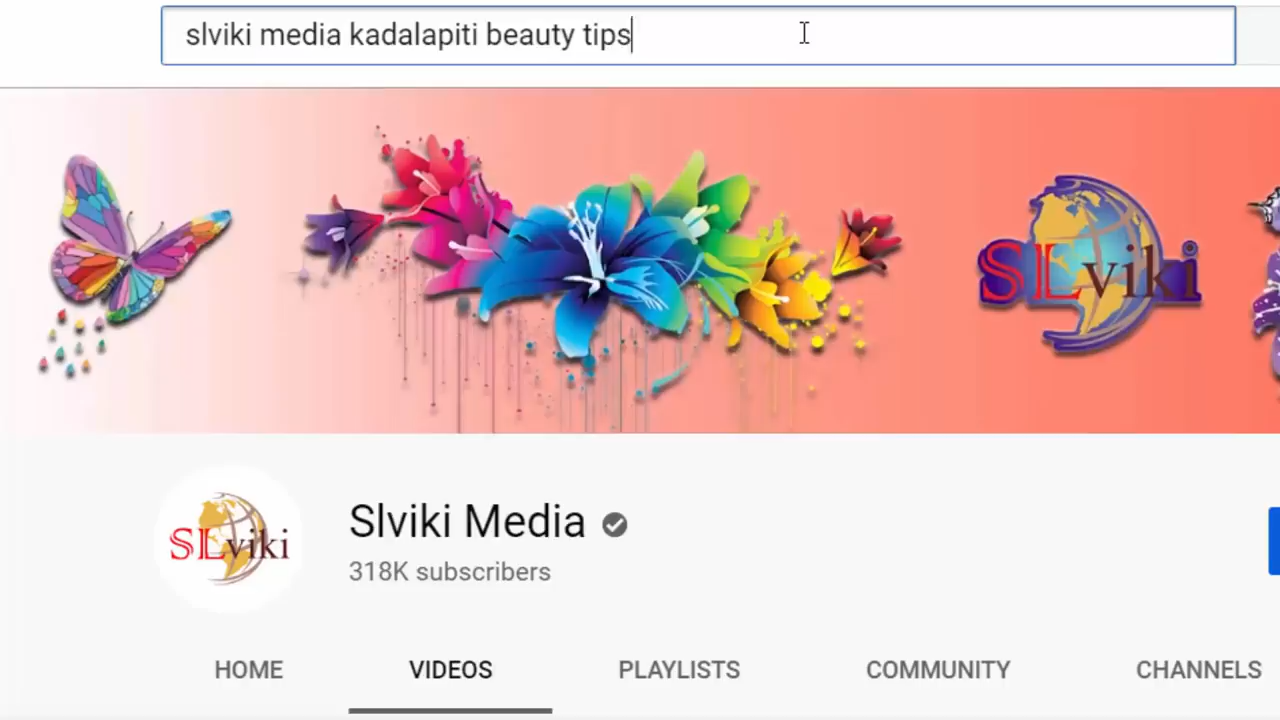 slviki media kadalapiti beauty tips
SLviki
SLviki
Slviki Media
318K subscribers
HOME VIDEOS PLAYLISTS COMMUNITY CHANNELS